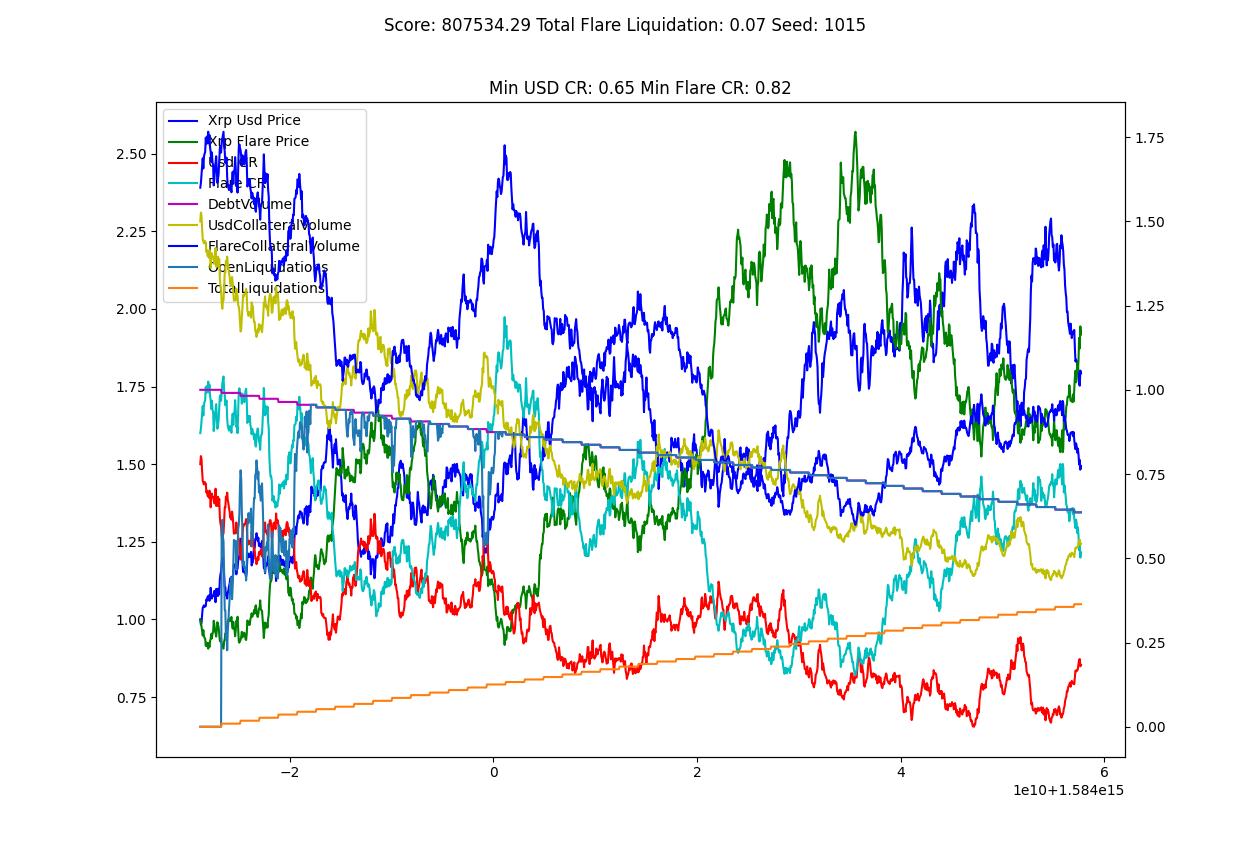 Score: 807534.29 Total Flare Liquidation: 0.07 Seed: 1015
Min USD CR: 0.65 Min Flare CR: 0.82
Xrp Usd Price
Xrp Flare Price
Usd CR
Flare CR
DebtVolume
UsdCollateralVolume
FlareCollateralVolume
OpenLiquidations
TotalLiquidations
2.50
2.25
2.00
1.75
1.50
1.25
1.00
0.75
1.75
1.50
1.25
1.00
0.75
0.50
0.25
0.00
−2 0 2 4 6
1e10+1.584e15